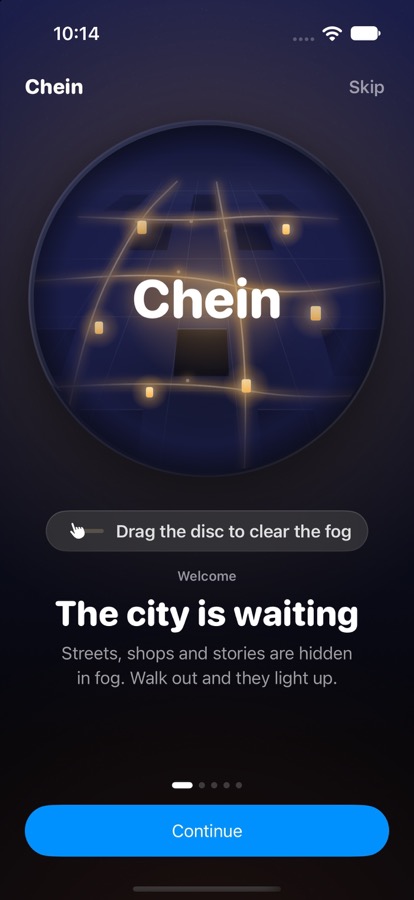 10:14
Chein
Skip
Chein
Drag the disc to clear the fog
Welcome
The city is waiting
Streets, shops and stories are hidden
in fog. Walk out and they light up.
Continue